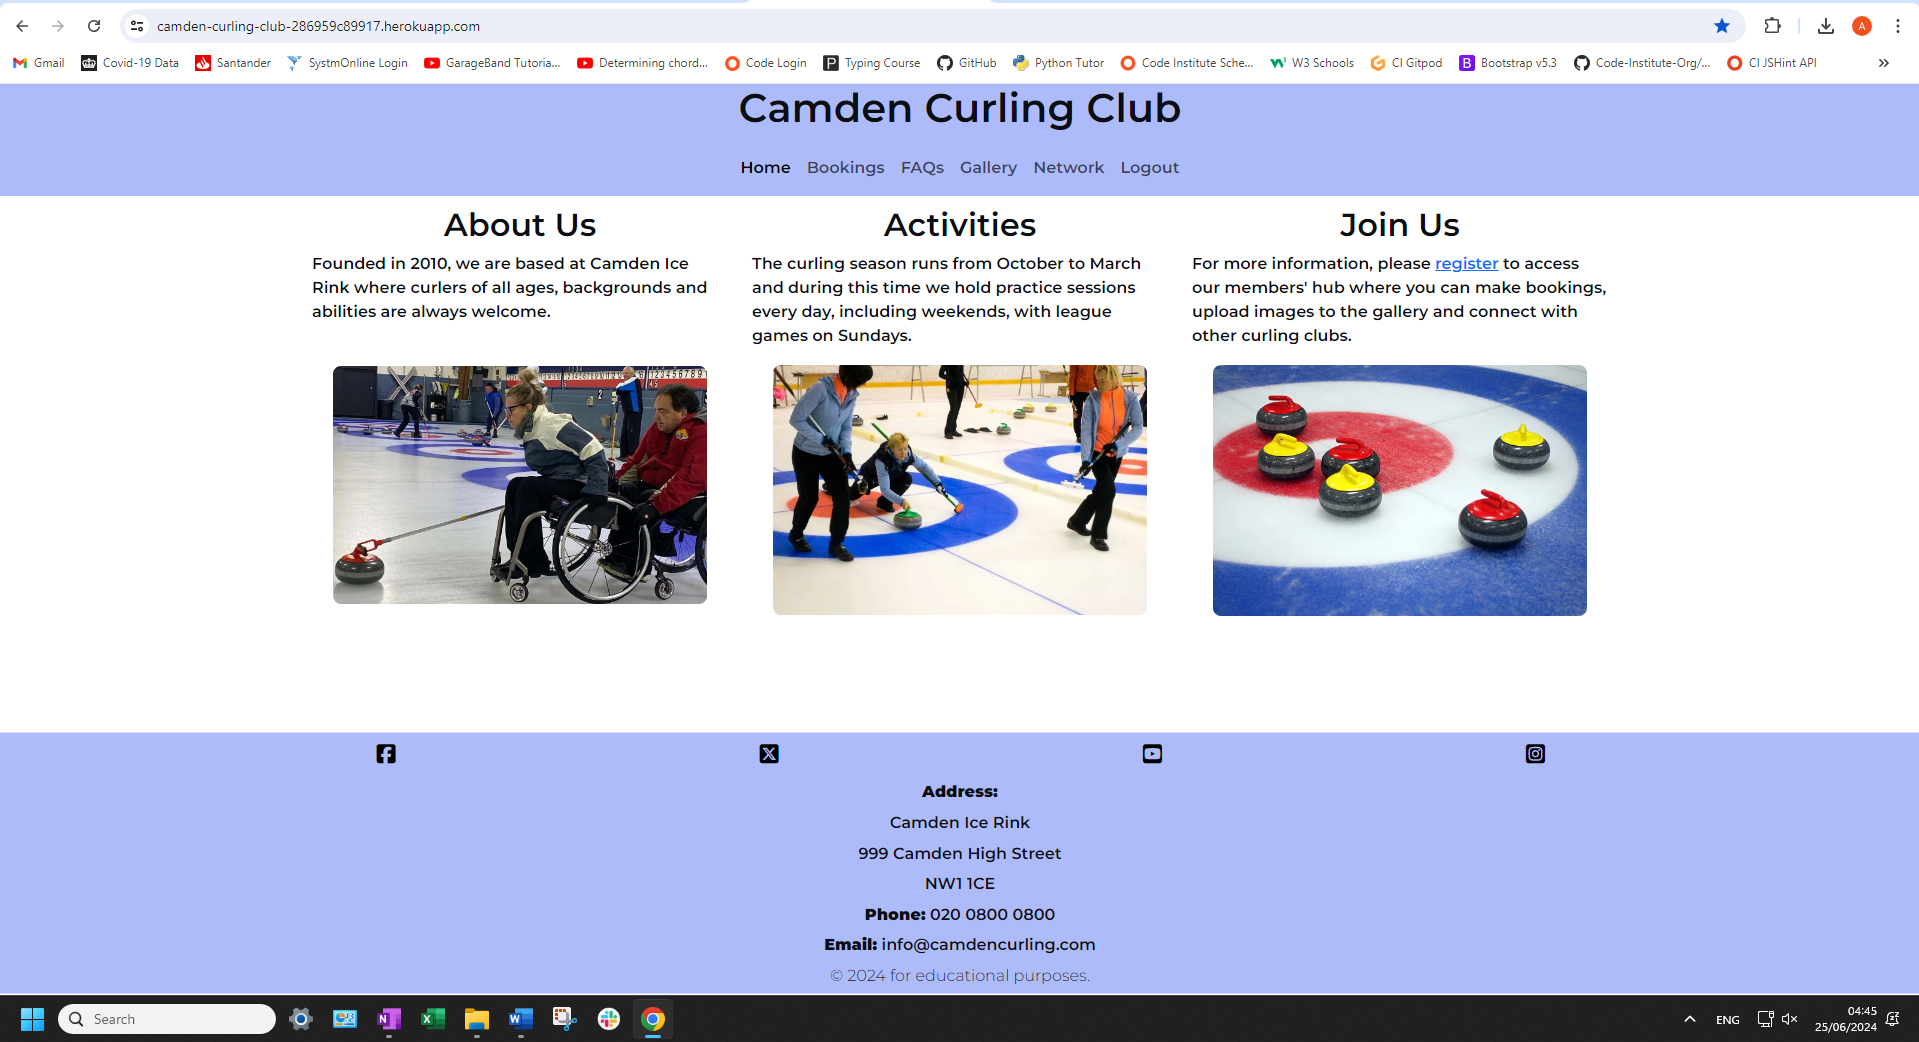 camden-curling-club-286959c89917.herokuapp.com
A
Gmail
Covid-19 Data
Santander
SystmOnline Login
GarageBand Tutoria...
Determining chord...
Code Login
Typing Course
GitHub
Python Tutor
Code Institute Sche...
W3 Schools
CI Gitpod
Bootstrap v5.3
Code-Institute-Org/...
CI JSHint API
Camden Curling Club
Home Bookings FAQs Gallery Network Logout
About Us
Founded in 2010, we are based at Camden Ice
Rink where curlers of all ages, backgrounds and
abilities are always welcome.
Activities
The curling season runs from October to March
and during this time we hold practice sessions
every day, including weekends, with league
games on Sundays.
Join Us
For more information, please register to access
our members' hub where you can make bookings,
upload images to the gallery and connect with
other curling clubs.
Address:
Camden Ice Rink
999 Camden High Street
NW1 1CE
Phone: 020 0800 0800
Email: info@camdencurling.com
© 2024 for educational purposes.
Search
ENG
04:45
25/06/2024